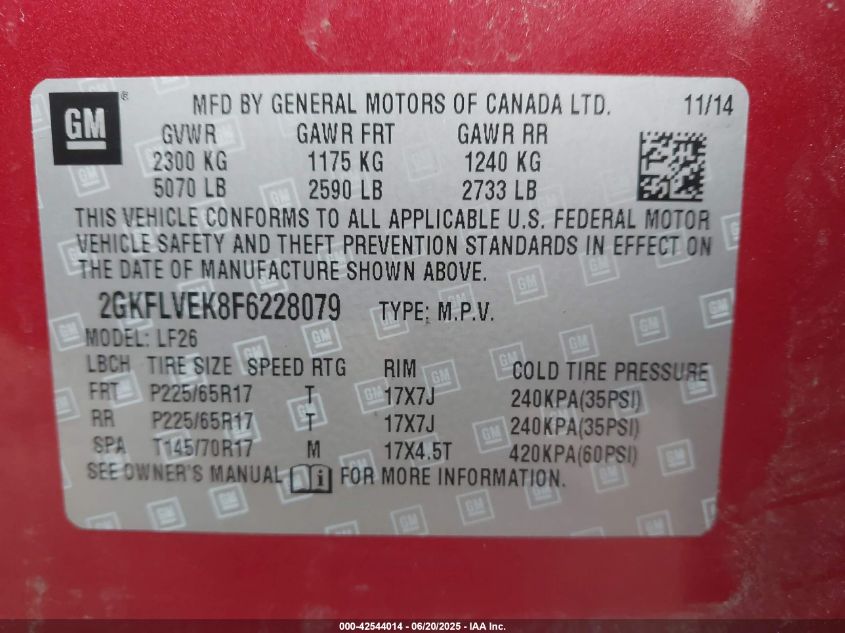 GM ® MFD BY GENERAL MOTORS OF CANADA LTD. 11/14
GVWR GAWR FRT GAWR RR
2300 KG 1175 KG 1240 KG
5070 LB 2590 LB 2733 LB
THIS VEHICLE CONFORMS TO ALL APPLICABLE U.S. FEDERAL MOTOR
VEHICLE SAFETY AND THEFT PREVENTION STANDARDS IN EFFECT ON
THE DATE OF MANUFACTURE SHOWN ABOVE.
2GKFLVEK8F6228079 TYPE: M.P.V.
MODEL: LF26
LBCH TIRE SIZE SPEED RTG RIM COLD TIRE PRESSURE
FRT P225/65R17 T 17X7J 240KPA(35PSI)
RR P225/65R17 T 17X7J 240KPA(35PSI)
SPA T145/70R17 M 17X4.5T 420KPA(60PSI)
SEE OWNER'S MANUAL i FOR MORE INFORMATION.
000-42544014 - 06/20/2025 - IAA Inc.